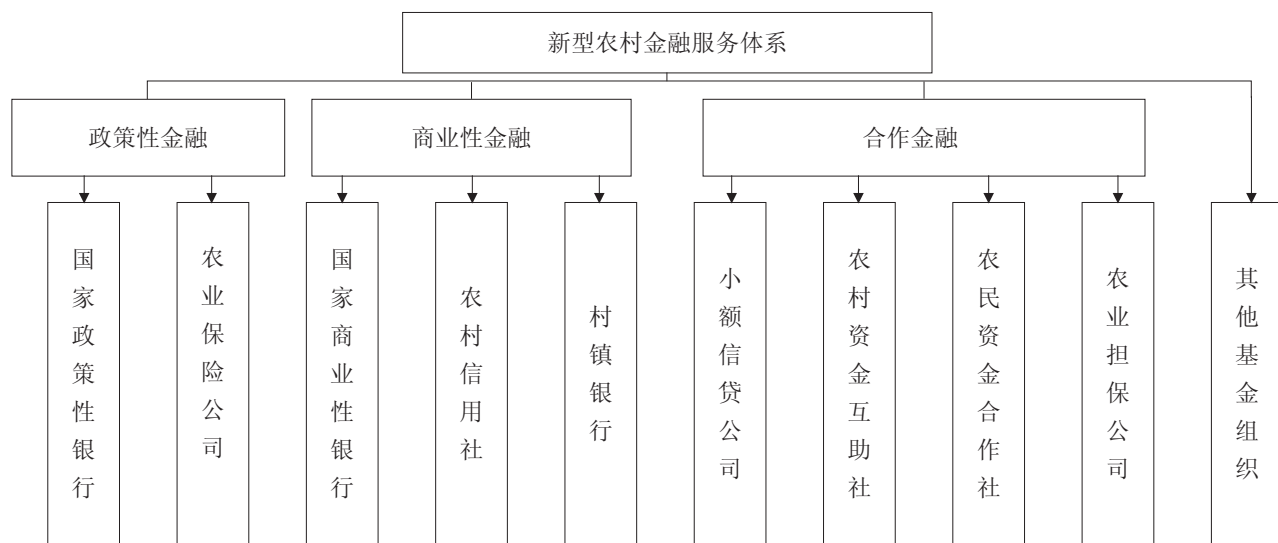 新型农村金融服务体系
政策性金融
商业性金融
合作金融
国家政策性银行
农业保险公司
国家商业性银行
农村信用社
村镇银行
小额信贷公司
农村资金互助社
农民资金合作社
农业担保公司
其他基金组织